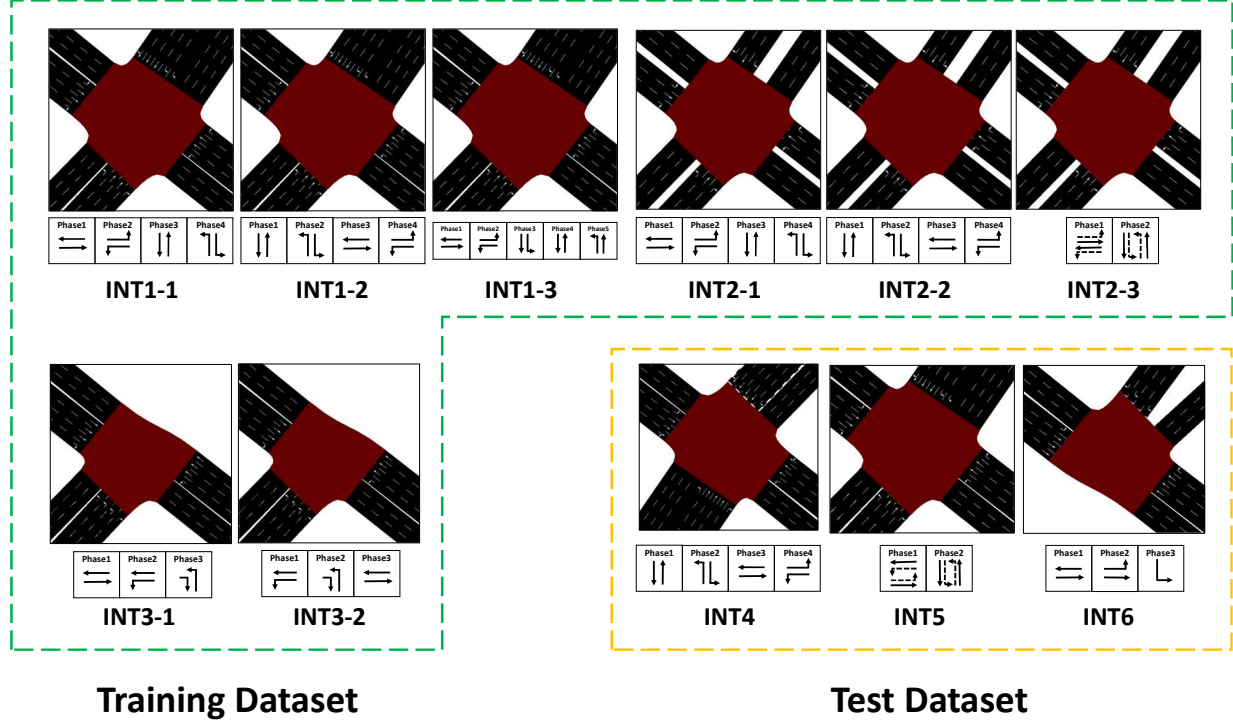 Phase1 Phase2 Phase3 Phase4
INT1-1
Phase1 Phase2 Phase3 Phase4
INT1-2
Phase1 Phase2 Phase3 Phase4 Phase5
INT1-3
Phase1 Phase2 Phase3 Phase4
INT2-1
Phase1 Phase2 Phase3 Phase4
INT2-2
Phase1 Phase2
INT2-3
Phase1 Phase2 Phase3
INT3-1
Phase1 Phase2 Phase3
INT3-2
Phase1 Phase2 Phase3 Phase4
INT4
Phase1 Phase2
INT5
Phase1 Phase2 Phase3
INT6
Training Dataset
Test Dataset